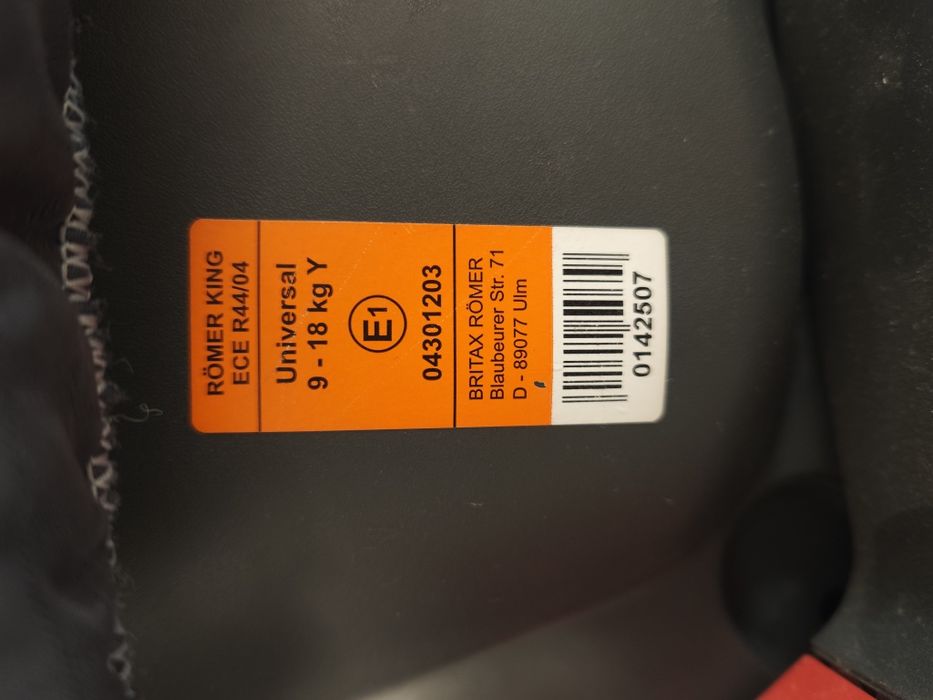 RÖMER KING
ECE R44/04
Universal
9 - 18 kg Y
E1
04301203
BRITAX RÖMER
Blaubeurer Str. 71
D - 89077 Ulm
0142507